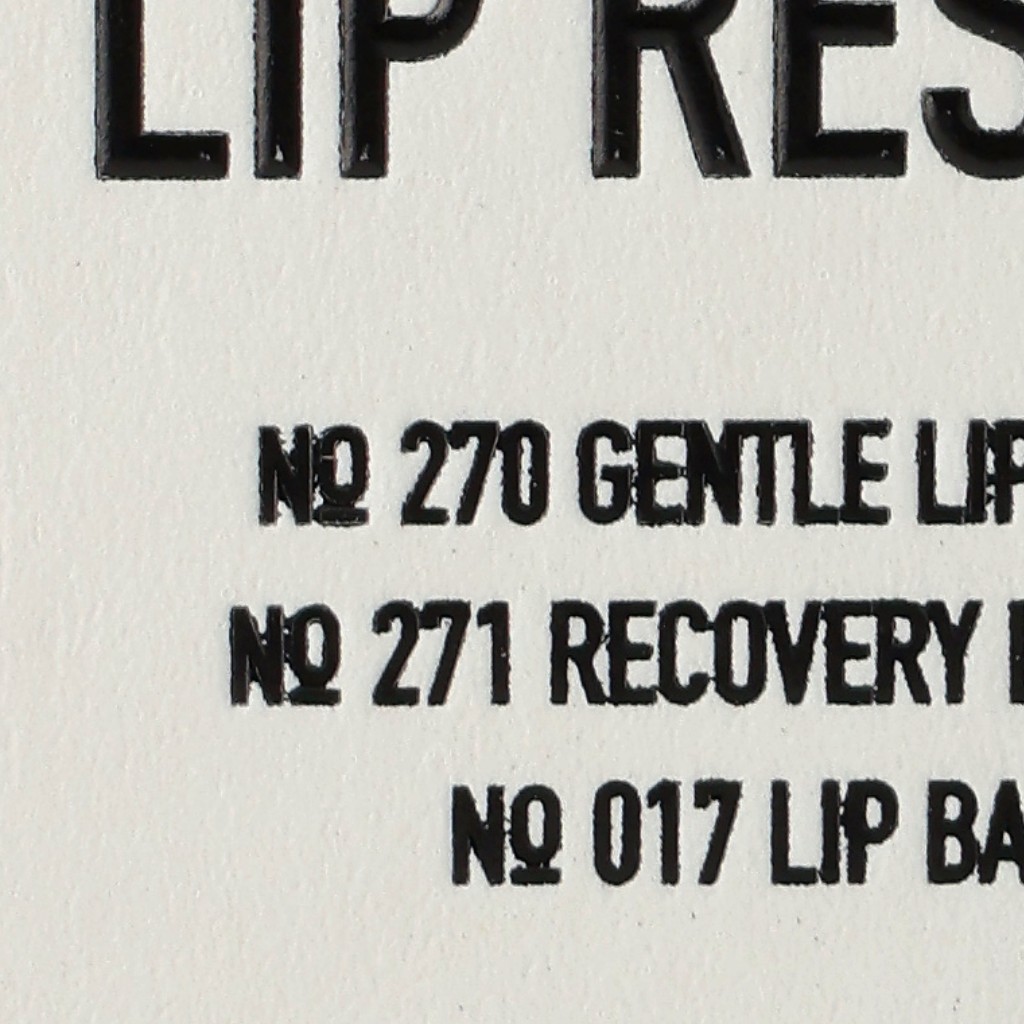 LIP RES
№ 270 GENTLE LIP
№ 271 RECOVERY
№ 017 LIP BA